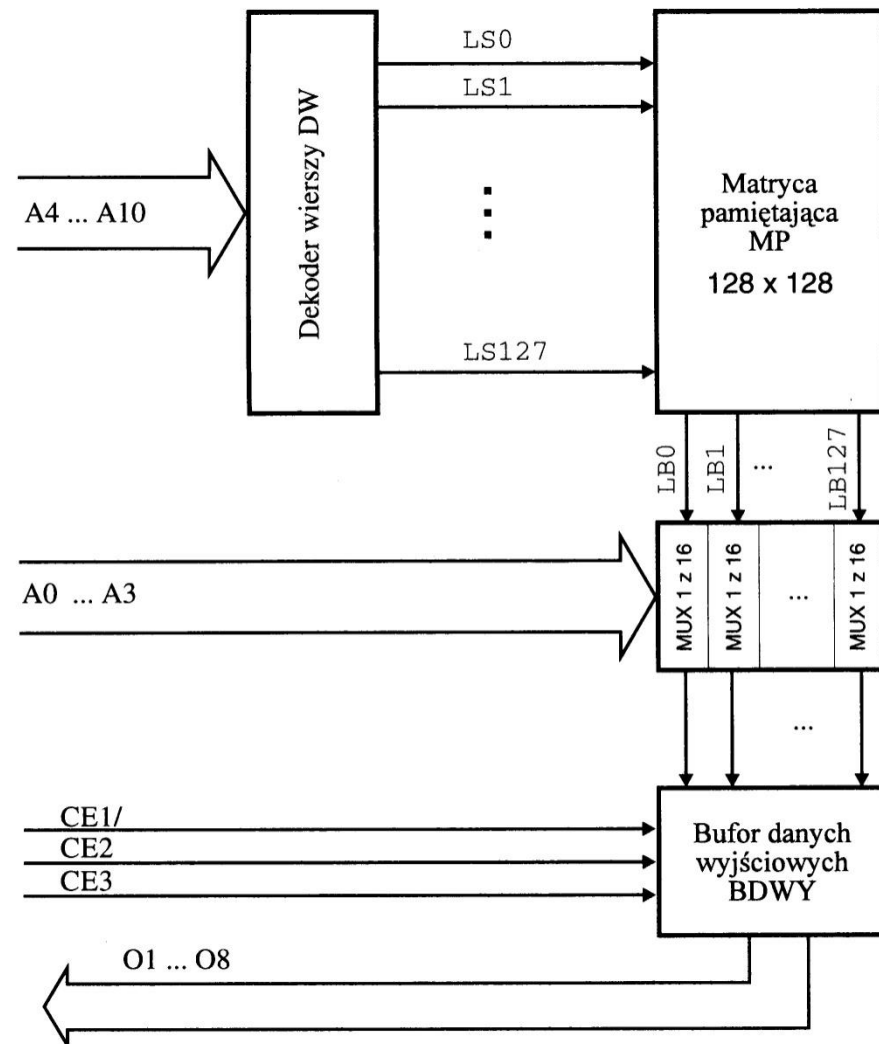 LS0
LS1
Dekoder wierszy DW
A4 ... A10
Matryca
pamiętająca
MP
128 x 128
LS127
LB0
LB1
...
LB127
A0 ... A3
MUX 1 z 16
MUX 1 z 16
...
MUX 1 z 16
...
CE1/
CE2
CE3
Bufor danych
wyjściowych
BDWY
O1 ... O8